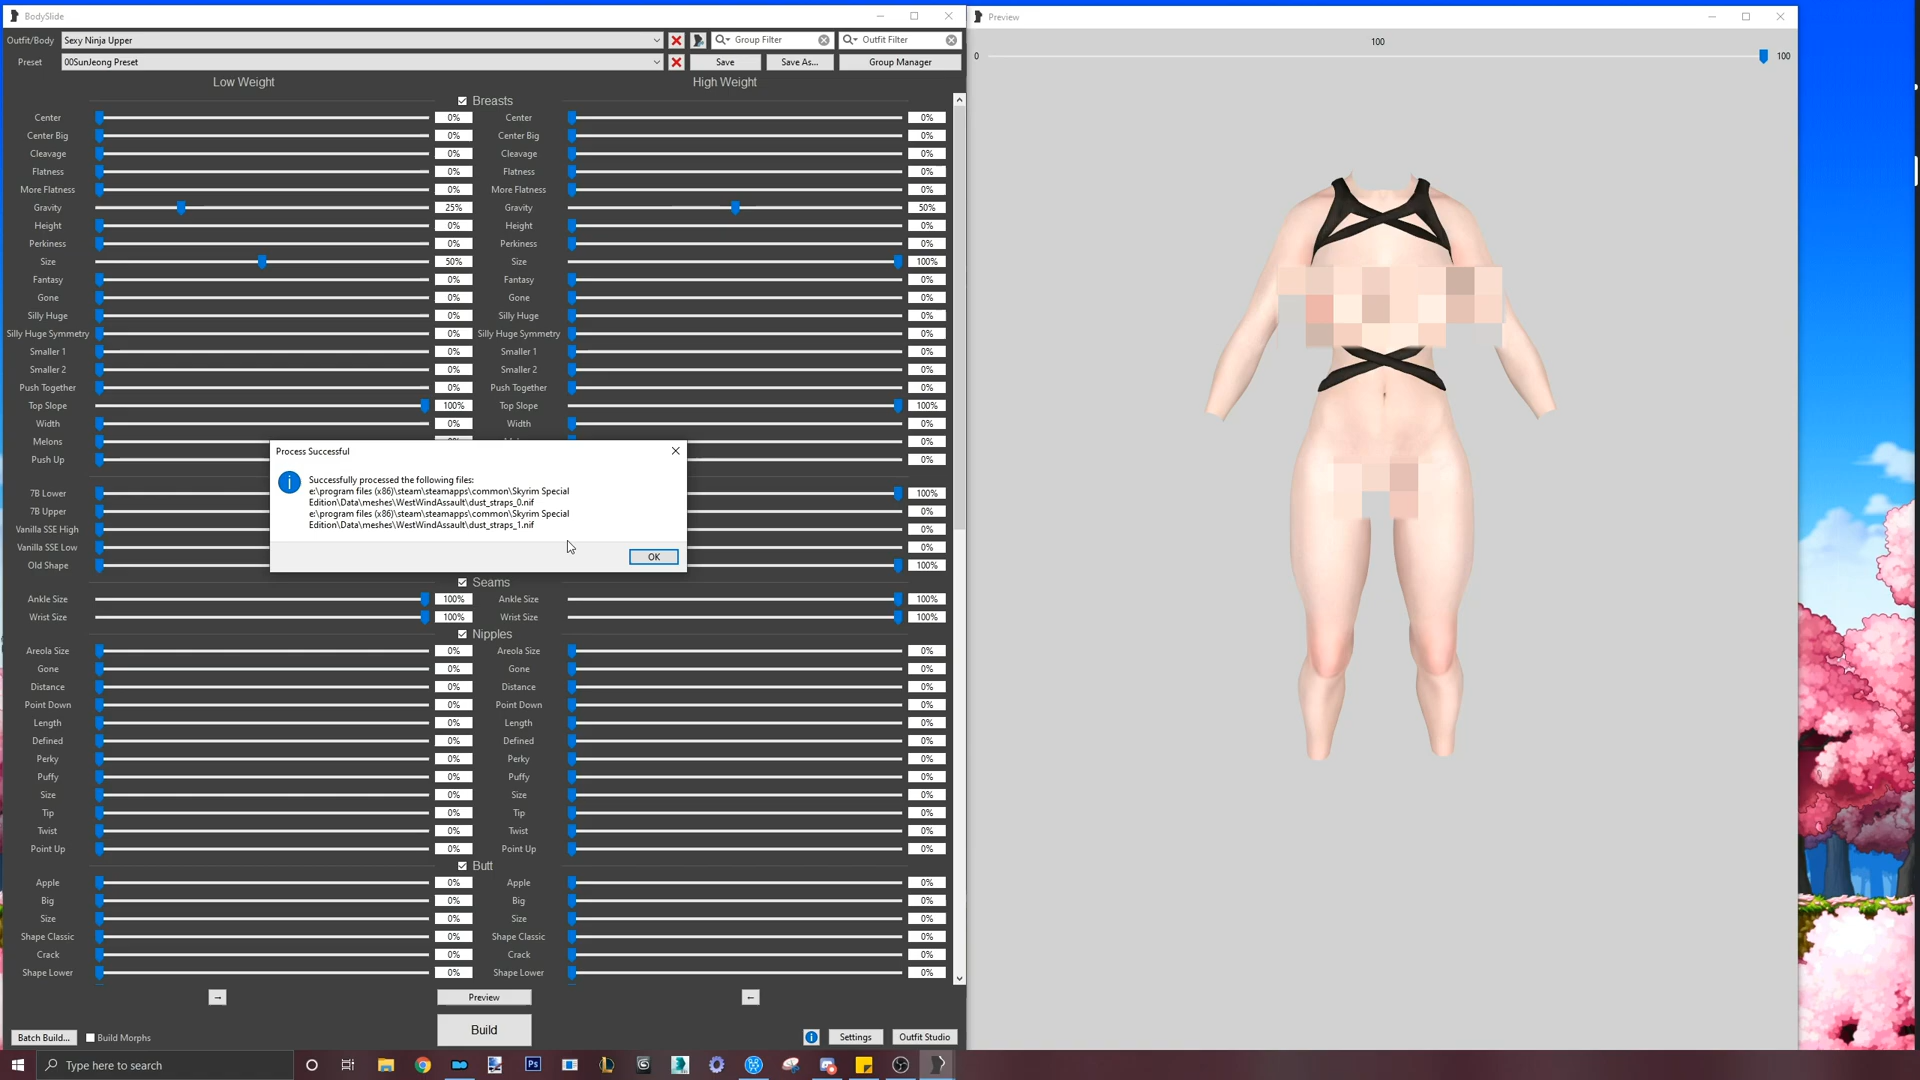 BodySlide
Outfit/Body Sexy Ninja Upper Group Filter Outfit Filter
Preset 00SunJeong Preset Save Save As... Group Manager
Low Weight High Weight
Breasts
Center 0% Center 0%
Center Big 0% Center Big 0%
Cleavage 0% Cleavage 0%
Flatness 0% Flatness 0%
More Flatness 0% More Flatness 0%
Gravity 25% Gravity 50%
Height 0% Height 0%
Perkiness 0% Perkiness 0%
Size 50% Size 100%
Fantasy 0% Fantasy 0%
Gone 0% Gone 0%
Silly Huge 0% Silly Huge 0%
Silly Huge Symmetry 0% Silly Huge Symmetry 0%
Smaller 1 0% Smaller 1 0%
Smaller 2 0% Smaller 2 0%
Push Together 0% Push Together 0%
Top Slope 100% Top Slope 100%
Width 0% Width 0%
Melons 0%
Push Up 0%
Process Successful
Successfully processed the following files:
e:\program files (x86)\steam\steamapps\common\Skyrim Special
Edition\Data\meshes\WestWindAssault\dust_straps_0.nif
e:\program files (x86)\steam\steamapps\common\Skyrim Special
Edition\Data\meshes\WestWindAssault\dust_straps_1.nif
OK
7B Lower 100%
7B Upper 0%
Vanilla SSE High 0%
Vanilla SSE Low 0%
Old Shape 100%
Seams
Ankle Size 100% Ankle Size 100%
Wrist Size 100% Wrist Size 100%
Nipples
Areola Size 0% Areola Size 0%
Gone 0% Gone 0%
Distance 0% Distance 0%
Point Down 0% Point Down 0%
Length 0% Length 0%
Defined 0% Defined 0%
Perky 0% Perky 0%
Puffy 0% Puffy 0%
Size 0% Size 0%
Tip 0% Tip 0%
Twist 0% Twist 0%
Point Up 0% Point Up 0%
Butt
Apple 0% Apple 0%
Big 0% Big 0%
Size 0% Size 0%
Shape Classic 0% Shape Classic 0%
Crack 0% Crack 0%
Shape Lower 0% Shape Lower 0%
→ Preview ←
Build
Batch Build... Build Morphs Settings Outfit Studio
Preview
100
0 100
Type here to search
Ps